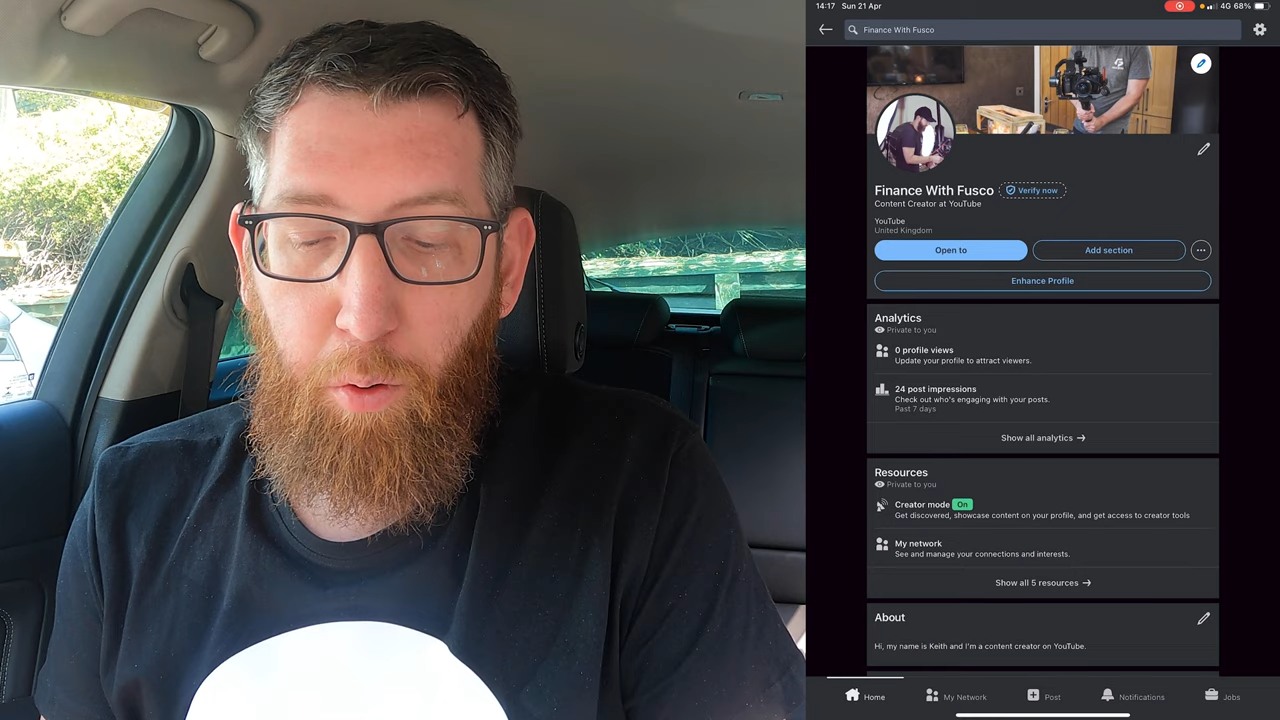 14:17 Sun 21 Apr
4G 68%
Finance With Fusco
Finance With Fusco
Verify now
Content Creator at YouTube
YouTube
United Kingdom
Open to
Add section
Enhance Profile
Analytics
Private to you
0 profile views
Update your profile to attract viewers.
24 post impressions
Check out who's engaging with your posts.
Past 7 days
Show all analytics
Resources
Private to you
Creator mode On
Get discovered, showcase content on your profile, and get access to creator tools
My network
See and manage your connections and interests.
Show all 5 resources
About
Hi, my name is Keith and I'm a content creator on YouTube.
Home
My Network
Post
Notifications
Jobs